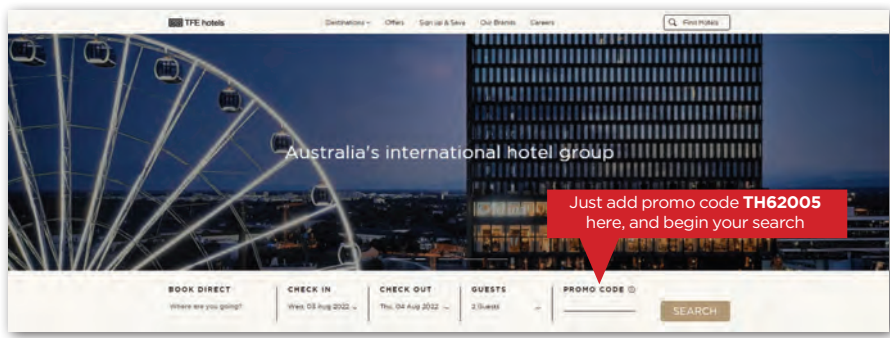 TFE hotels
Destinations Offers Sign up & Save Our Brands Careers
Find Hotels
Australia's international hotel group
Just add promo code TH62005
here, and begin your search
BOOK DIRECT CHECK IN CHECK OUT GUESTS PROMO CODE
Where are you going? Wed, 03 Aug 2022 Thu, 04 Aug 2022 2 Guests
SEARCH